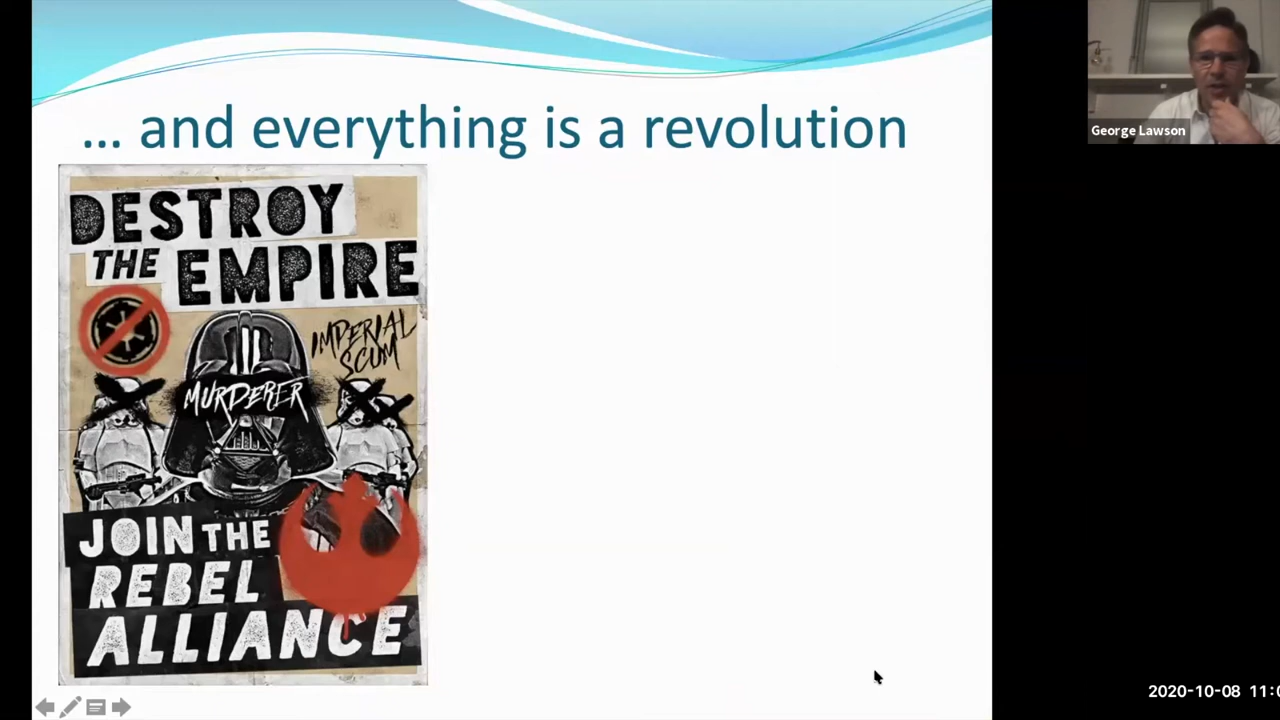 ... and everything is a revolution
DESTROY
THE EMPIRE
IMPERIAL
SCUM
MURDERER
JOIN THE
REBEL
ALLIANCE
George Lawson
2020-10-08 11:0